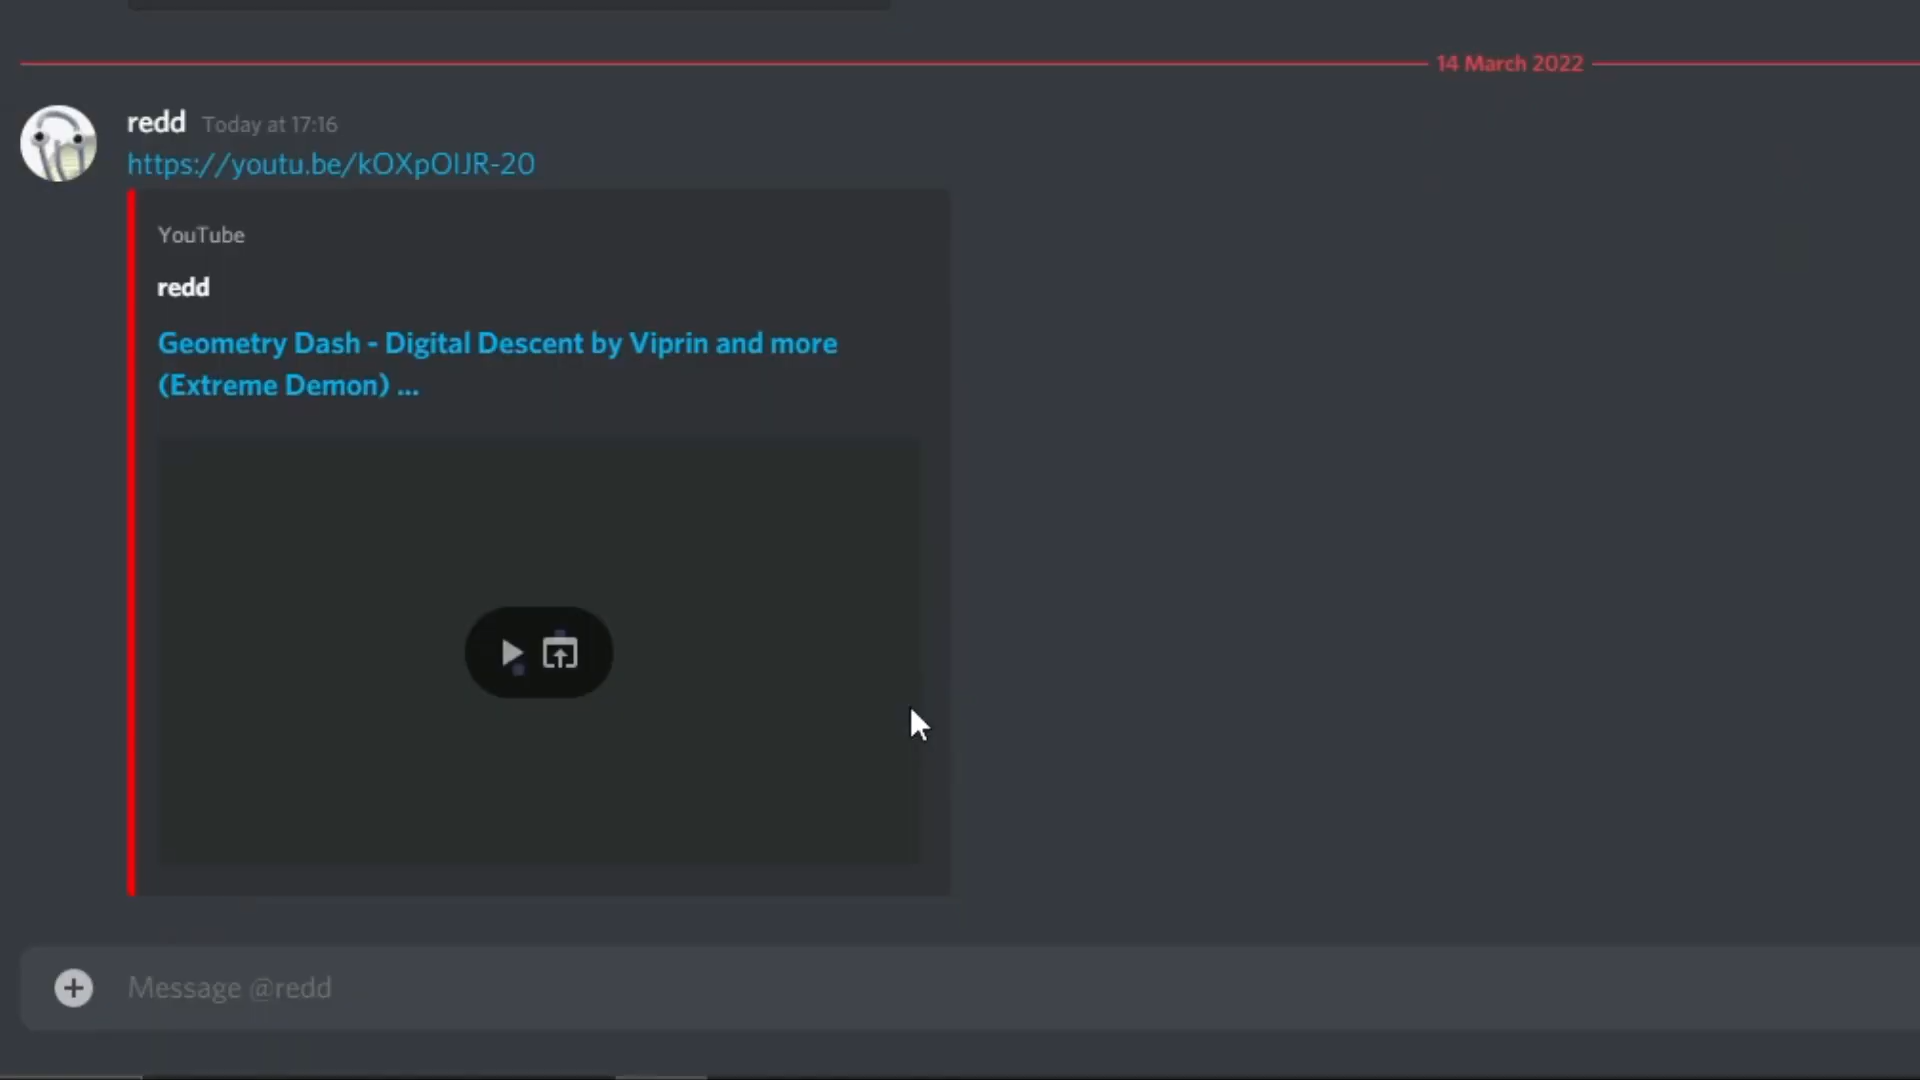 14 March 2022
redd Today at 17:16
https://youtu.be/kOXpOIJR-20
YouTube
redd
Geometry Dash - Digital Descent by Viprin and more
(Extreme Demon) ...
Message @redd